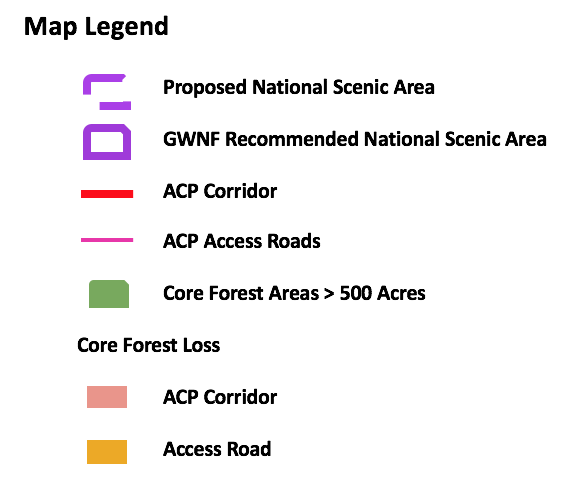 Map Legend
Proposed National Scenic Area
GWNF Recommended National Scenic Area
ACP Corridor
ACP Access Roads
Core Forest Areas > 500 Acres
Core Forest Loss
ACP Corridor
Access Road